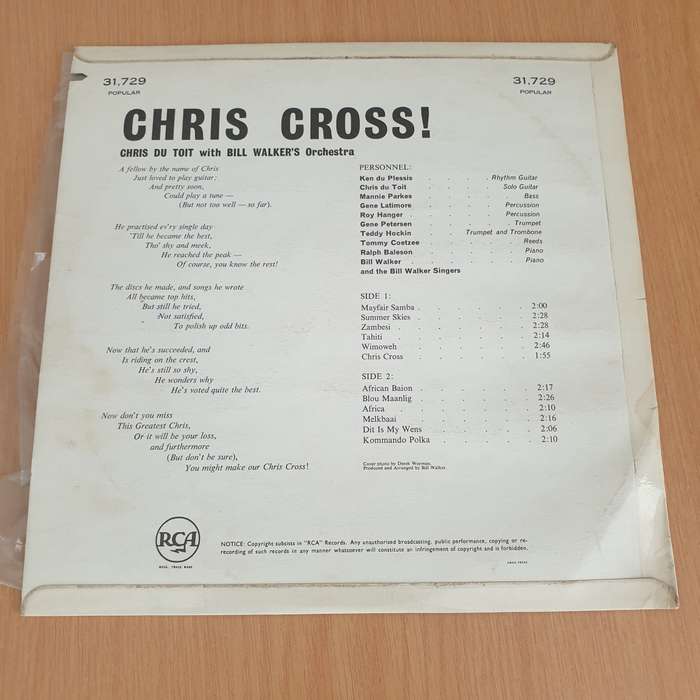 31,729
POPULAR
31,729
POPULAR
CHRIS CROSS!
CHRIS DU TOIT with BILL WALKER'S Orchestra
A fellow by the name of Chris
Just loved to play guitar;
And pretty soon,
Could play a tune —
(But not too well — so far).
He practised ev'ry single day
'Till he became the best,
Tho' shy and meek,
He reached the peak —
Of course, you know the rest!
The discs he made, and songs he wrote
All became top hits,
But still he tried,
Not satisfied,
To polish up odd bits.
Now that he's succeeded, and
Is riding on the crest,
He's still so shy,
He wonders why
He's voted quite the best.
Now don't you miss
This Greatest Chris,
Or it will be your loss,
and furthermore
(But don't be sure),
You might make our Chris Cross!
PERSONNEL:
Ken du Plessis . . . . . Rhythm Guitar
Chris du Toit . . . . . Solo Guitar
Mannie Parkes . . . . . Bass
Gene Latimore . . . . . Percussion
Roy Hanger . . . . . Percussion
Gene Petersen . . . . . Trumpet
Teddy Hockin . . . Trumpet and Trombone
Tommy Coetzee . . . . . Reeds
Ralph Baleson . . . . . Piano
Bill Walker . . . . . Piano
and the Bill Walker Singers
SIDE 1:
Mayfair Samba . . . . . 2:00
Summer Skies . . . . . 2:28
Zambesi . . . . . 2:28
Tahiti . . . . . 2:14
Wimoweh . . . . . 2:46
Chris Cross . . . . . 1:55
SIDE 2:
African Baion . . . . . 2:17
Blou Maanlig . . . . . 2:26
Africa . . . . . 2:10
Melkbaai . . . . . 2:16
Dit Is My Wens . . . . . 2:06
Kommando Polka . . . . . 2:10
Cover photo by Derek
Produced and Arranged by Bill Walker.
RCA
NOTICE: Copyright subsists in "RCA" Records. Any unauthorised broadcasting, public performance, copying or re-
recording of such records in any manner whatsoever will constitute an infringement of copyright and is forbidden.